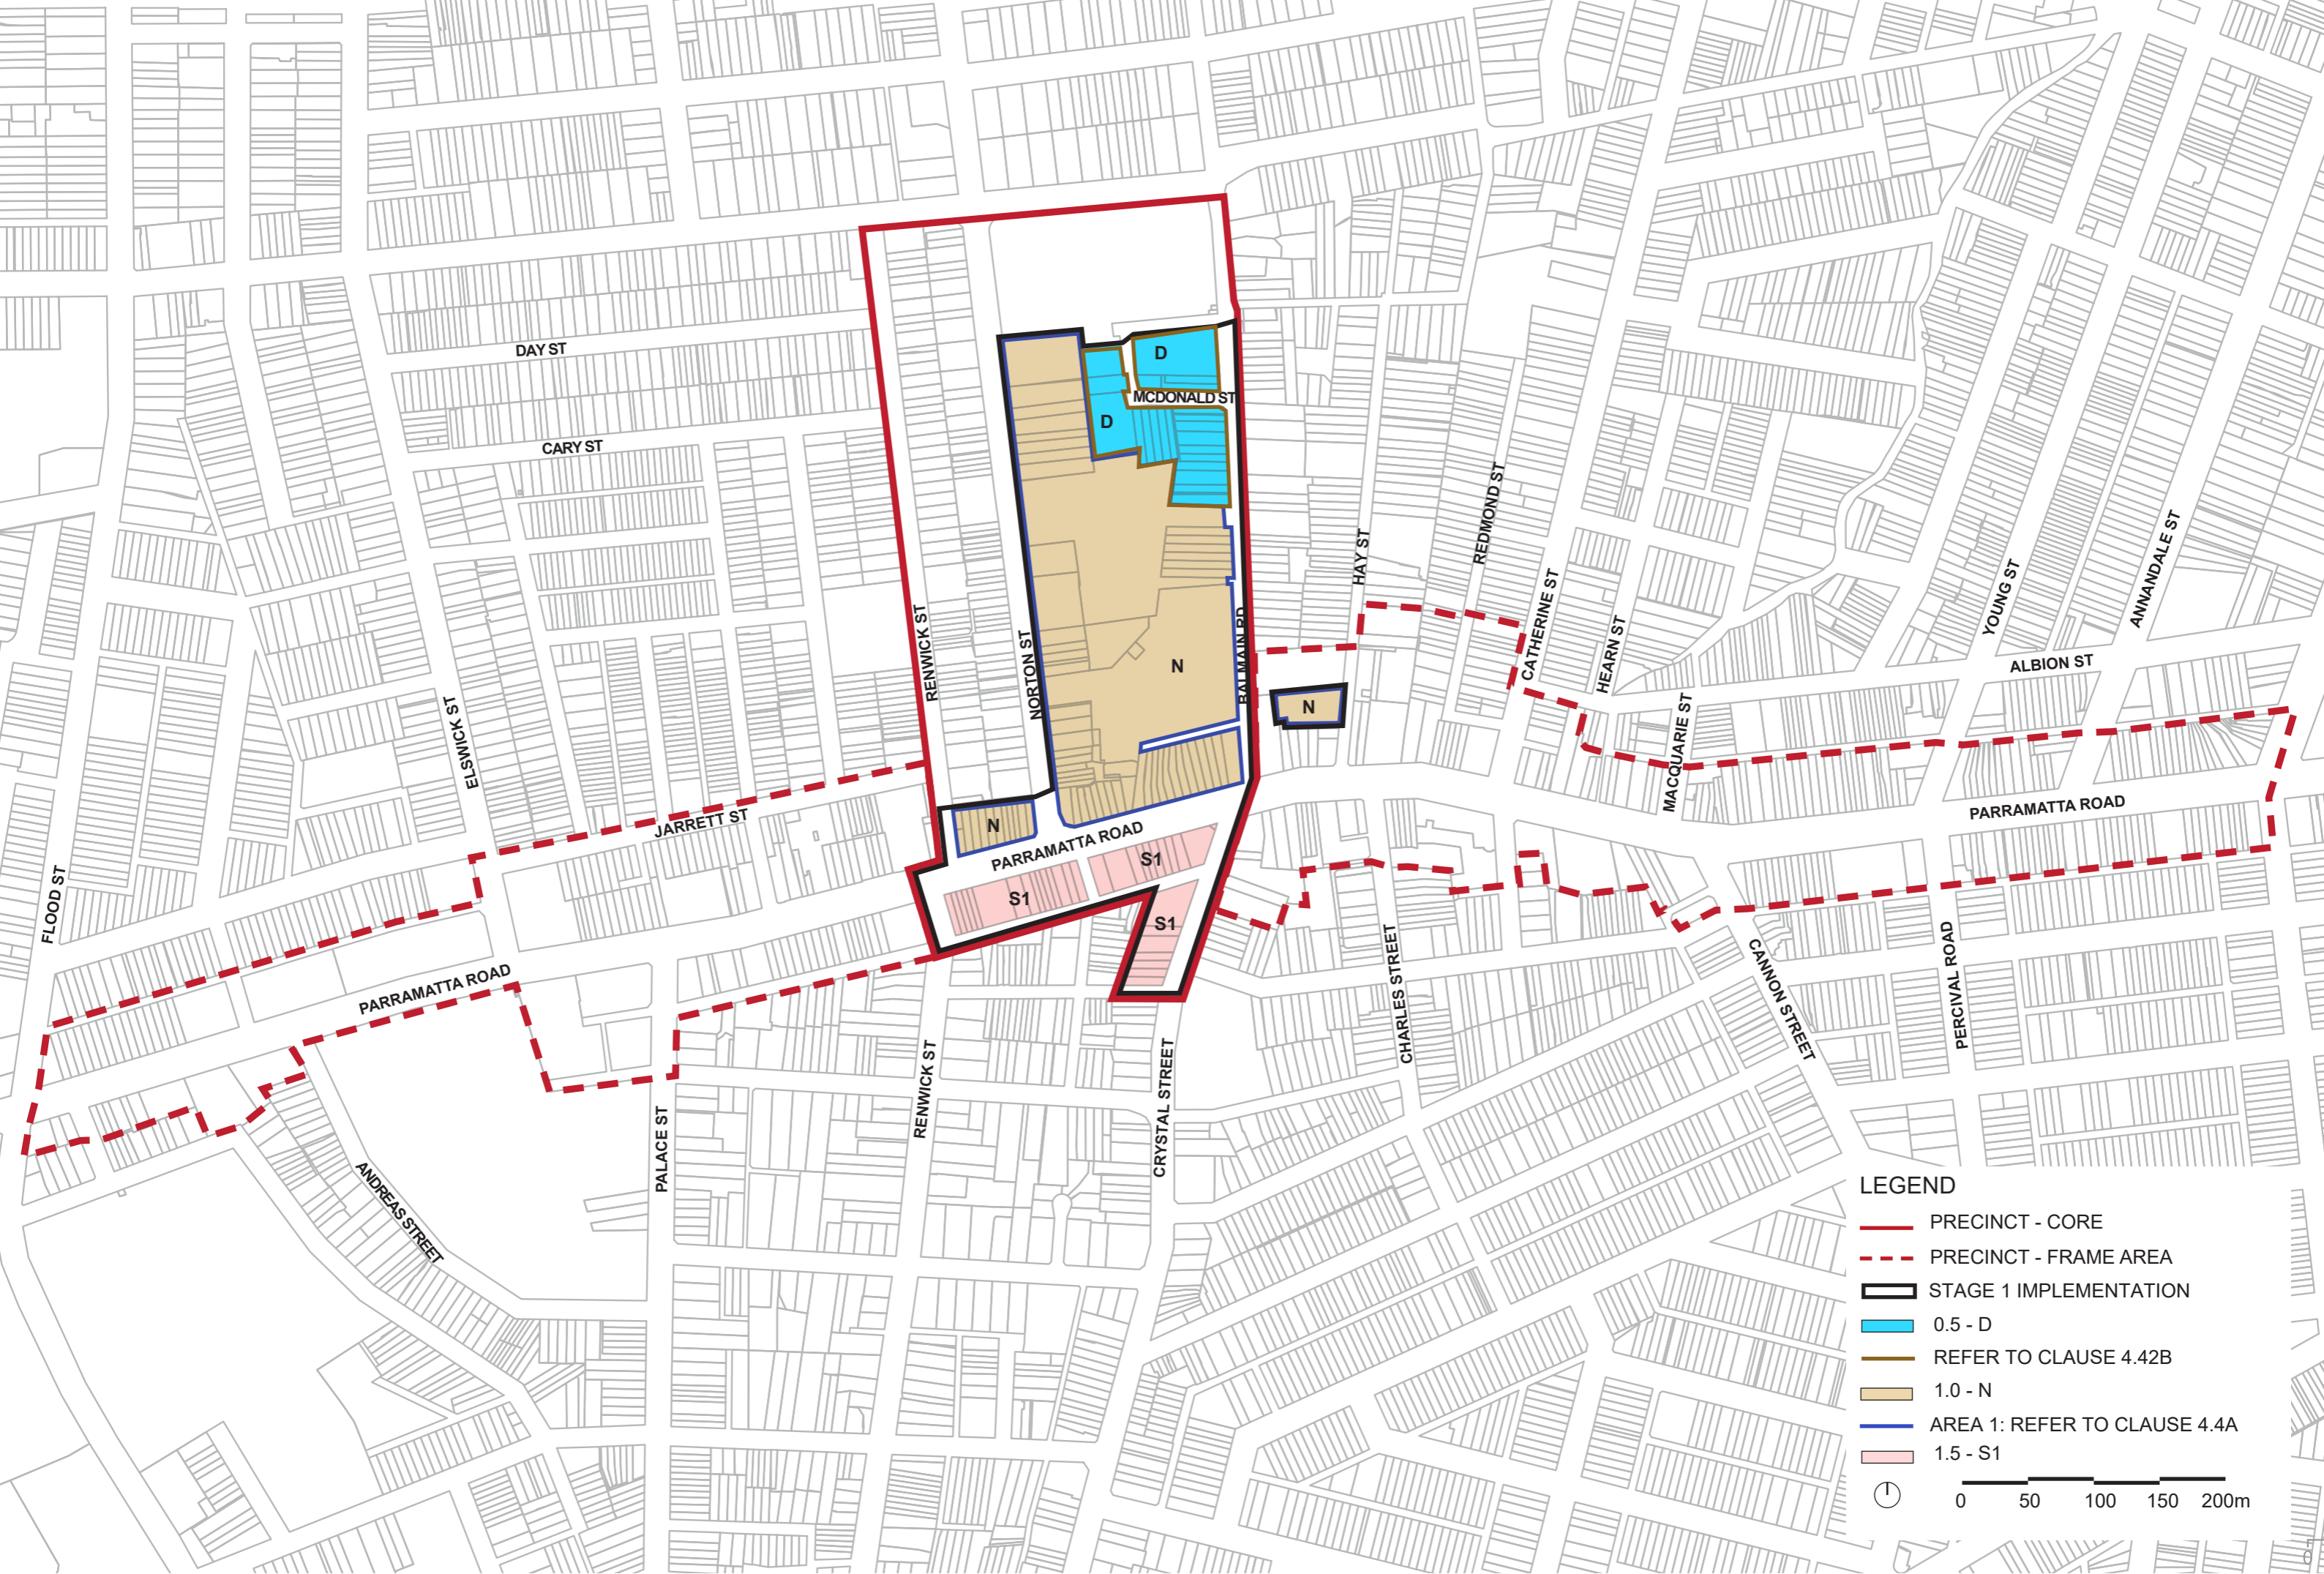 DAY ST
CARY ST
D
MCDONALD ST
D
REDMOND ST
HAY ST
ANNANDALE ST
YOUNG ST
CATHERINE ST
HEARN ST
RENWICK ST
NORTON ST
BALMAIN RD
N
N
ALBION ST
ELSWICK ST
MACQUARIE ST
PARRAMATTA ROAD
JARRETT ST
N
PARRAMATTA ROAD
S1
S1
S1
FLOOD ST
PARRAMATTA ROAD
CHARLES STREET
CANNON STREET
PERCIVAL ROAD
RENWICK ST
CRYSTAL STREET
PALACE ST
ANDREAS STREET
LEGEND
PRECINCT - CORE
PRECINCT - FRAME AREA
STAGE 1 IMPLEMENTATION
0.5 - D
REFER TO CLAUSE 4.42B
1.0 - N
AREA 1: REFER TO CLAUSE 4.4A
1.5 - S1
0 50 100 150 200m